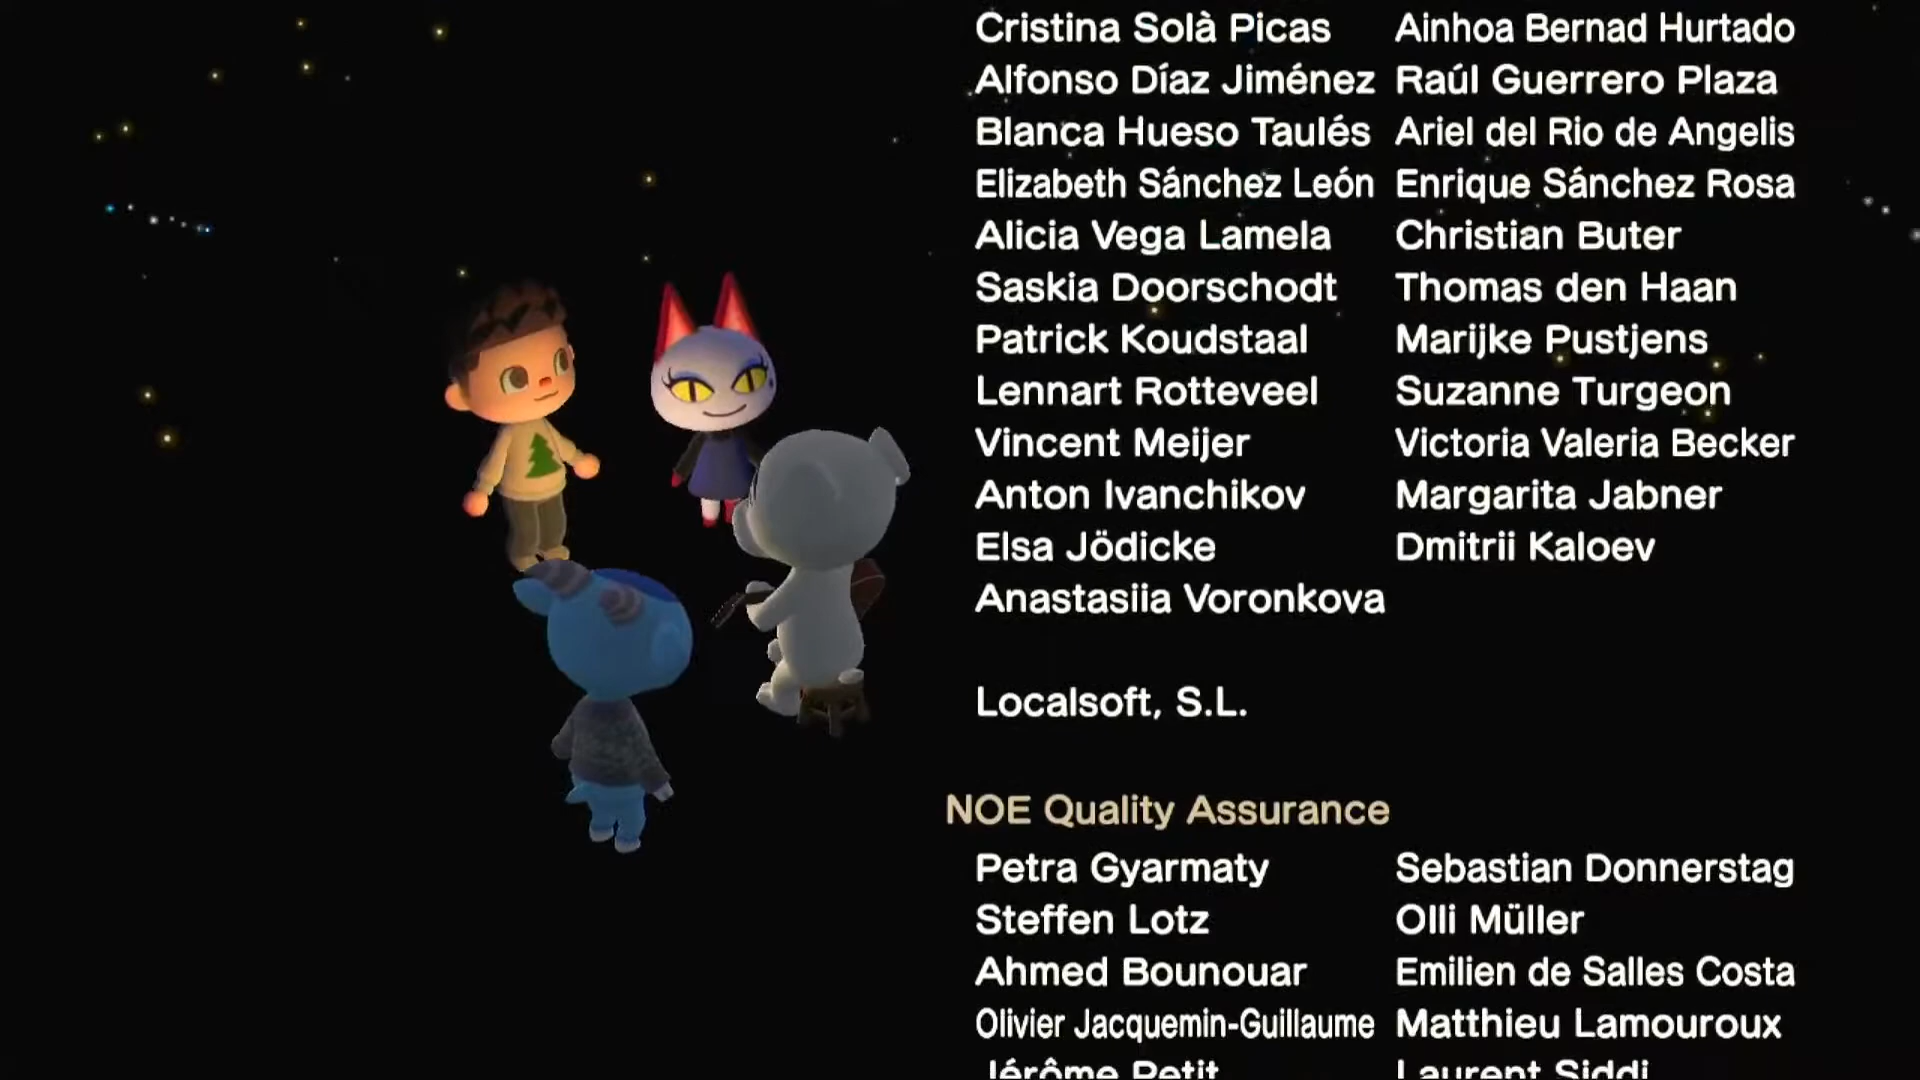 Cristina Solà Picas Ainhoa Bernad Hurtado
Alfonso Díaz Jiménez Raúl Guerrero Plaza
Blanca Hueso Taulés Ariel del Rio de Angelis
Elizabeth Sánchez León Enrique Sánchez Rosa
Alicia Vega Lamela Christian Buter
Saskia Doorschodt Thomas den Haan
Patrick Koudstaal Marijke Pustjens
Lennart Rotteveel Suzanne Turgeon
Vincent Meijer Victoria Valeria Becker
Anton Ivanchikov Margarita Jabner
Elsa Jödicke Dmitrii Kaloev
Anastasiia Voronkova
Localsoft, S.L.
NOE Quality Assurance
Petra Gyarmaty Sebastian Donnerstag
Steffen Lotz Olli Müller
Ahmed Bounouar Emilien de Salles Costa
Olivier Jacquemin-Guillaume Matthieu Lamouroux
Jérôme Petit Laurent Siddi